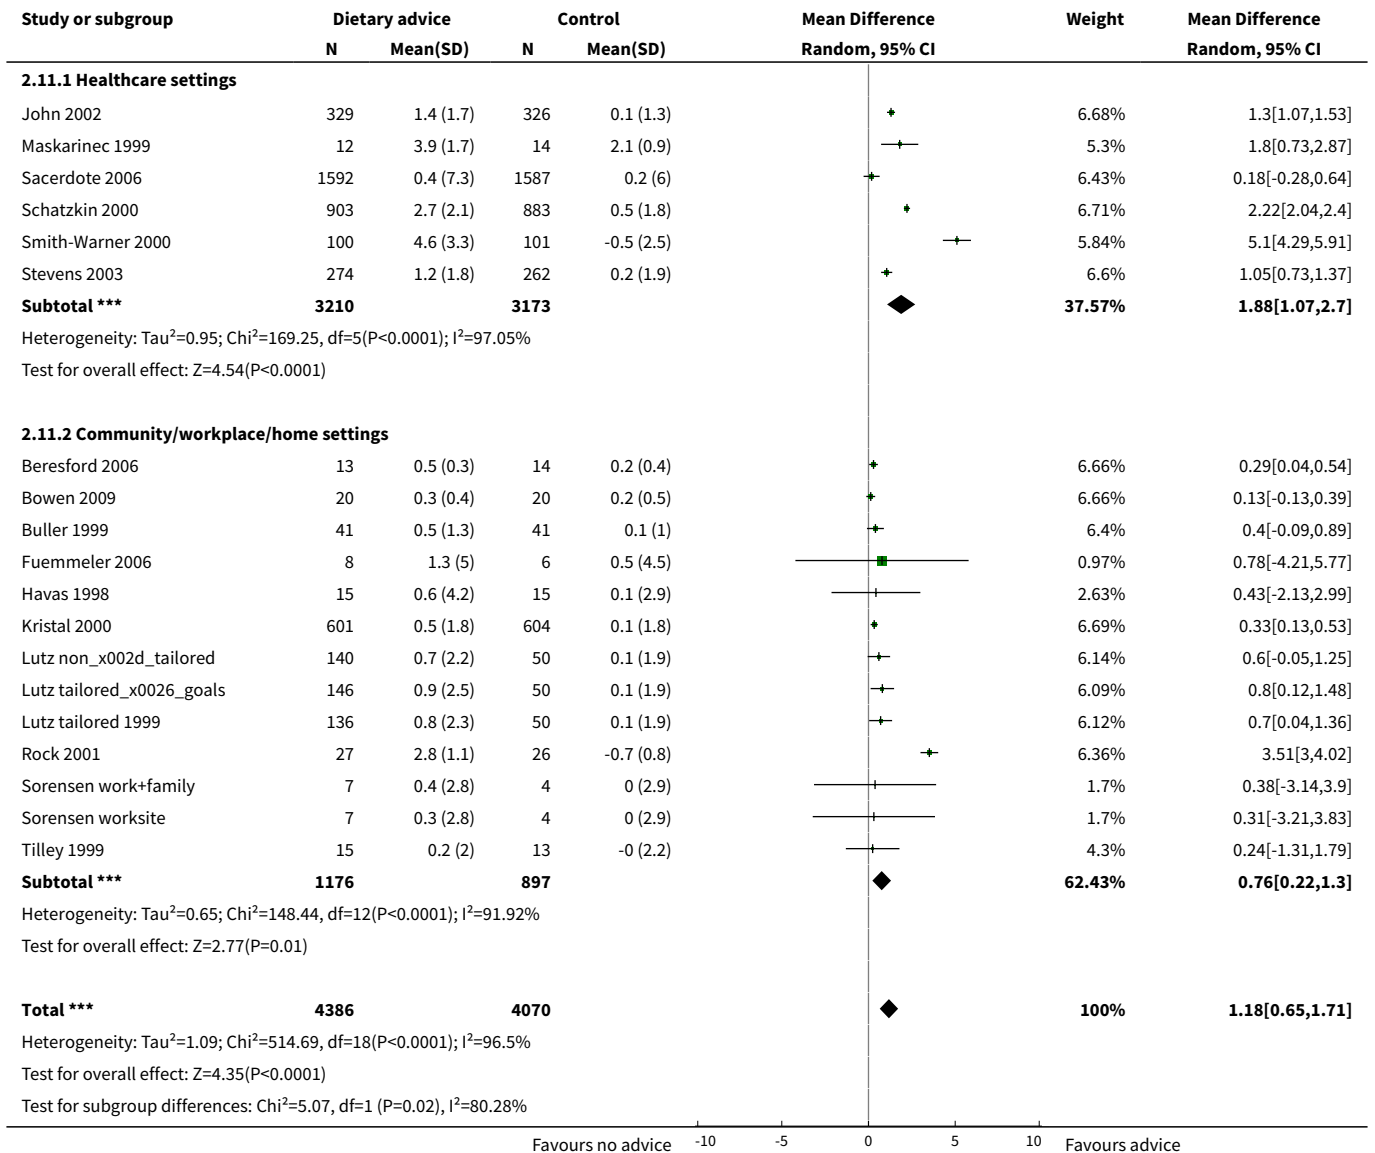 Study or subgroup Dietary advice Control Mean Difference Weight Mean Difference
N Mean(SD) N Mean(SD) Random, 95% CI Random, 95% CI
2.11.1 Healthcare settings
John 2002 329 1.4 (1.7) 326 0.1 (1.3) 6.68% 1.3[1.07,1.53]
Maskarinec 1999 12 3.9 (1.7) 14 2.1 (0.9) 5.3% 1.8[0.73,2.87]
Sacerdote 2006 1592 0.4 (7.3) 1587 0.2 (6) 6.43% 0.18[-0.28,0.64]
Schatzkin 2000 903 2.7 (2.1) 883 0.5 (1.8) 6.71% 2.22[2.04,2.4]
Smith-Warner 2000 100 4.6 (3.3) 101 -0.5 (2.5) 5.84% 5.1[4.29,5.91]
Stevens 2003 274 1.2 (1.8) 262 0.2 (1.9) 6.6% 1.05[0.73,1.37]
Subtotal *** 3210 3173 37.57% 1.88[1.07,2.7]
Heterogeneity: Tau²=0.95; Chi²=169.25, df=5(P<0.0001); I²=97.05%
Test for overall effect: Z=4.54(P<0.0001)
2.11.2 Community/workplace/home settings
Beresford 2006 13 0.5 (0.3) 14 0.2 (0.4) 6.66% 0.29[0.04,0.54]
Bowen 2009 20 0.3 (0.4) 20 0.2 (0.5) 6.66% 0.13[-0.13,0.39]
Buller 1999 41 0.5 (1.3) 41 0.1 (1) 6.4% 0.4[-0.09,0.89]
Fuemmeler 2006 8 1.3 (5) 6 0.5 (4.5) 0.97% 0.78[-4.21,5.77]
Havas 1998 15 0.6 (4.2) 15 0.1 (2.9) 2.63% 0.43[-2.13,2.99]
Kristal 2000 601 0.5 (1.8) 604 0.1 (1.8) 6.69% 0.33[0.13,0.53]
Lutz non_x002d_tailored 140 0.7 (2.2) 50 0.1 (1.9) 6.14% 0.6[-0.05,1.25]
Lutz tailored_x0026_goals 146 0.9 (2.5) 50 0.1 (1.9) 6.09% 0.8[0.12,1.48]
Lutz tailored 1999 136 0.8 (2.3) 50 0.1 (1.9) 6.12% 0.7[0.04,1.36]
Rock 2001 27 2.8 (1.1) 26 -0.7 (0.8) 6.36% 3.51[3,4.02]
Sorensen work+family 7 0.4 (2.8) 4 0 (2.9) 1.7% 0.38[-3.14,3.9]
Sorensen worksite 7 0.3 (2.8) 4 0 (2.9) 1.7% 0.31[-3.21,3.83]
Tilley 1999 15 0.2 (2) 13 -0 (2.2) 4.3% 0.24[-1.31,1.79]
Subtotal *** 1176 897 62.43% 0.76[0.22,1.3]
Heterogeneity: Tau²=0.65; Chi²=148.44, df=12(P<0.0001); I²=91.92%
Test for overall effect: Z=2.77(P=0.01)
Total *** 4386 4070 100% 1.18[0.65,1.71]
Heterogeneity: Tau²=1.09; Chi²=514.69, df=18(P<0.0001); I²=96.5%
Test for overall effect: Z=4.35(P<0.0001)
Test for subgroup differences: Chi²=5.07, df=1 (P=0.02), I²=80.28%
Favours no advice -10 -5 0 5 10 Favours advice